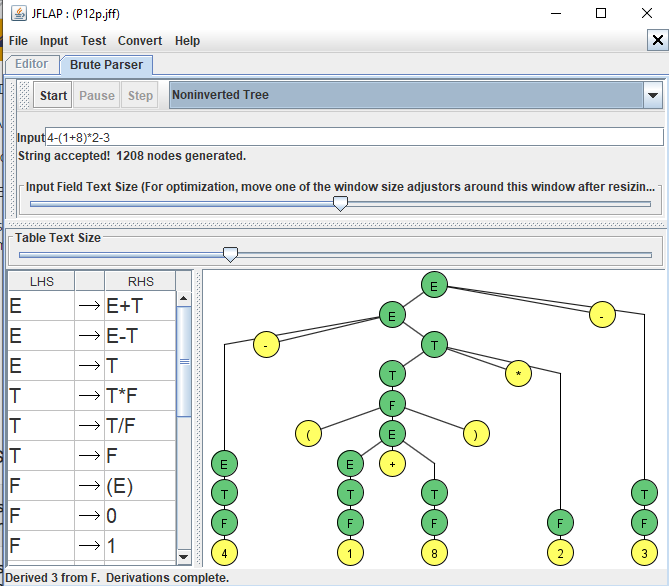 JFLAP : (P12p.jff)
File Input Test Convert Help
Editor Brute Parser
Start Pause Step Noninverted Tree
Input 4-(1+8)*2-3
String accepted! 1208 nodes generated.
Input Field Text Size (For optimization, move one of the window size adjustors around this window after resizin...
Table Text Size
LHS RHS
E → E+T
E → E-T
E → T
T → T*F
T → T/F
T → F
F → (E)
F → 0
F → 1
E
E -
- T
T *
F
( E )
E E +
T T T T
F F F F F
4 1 8 2 3
Derived 3 from F. Derivations complete.